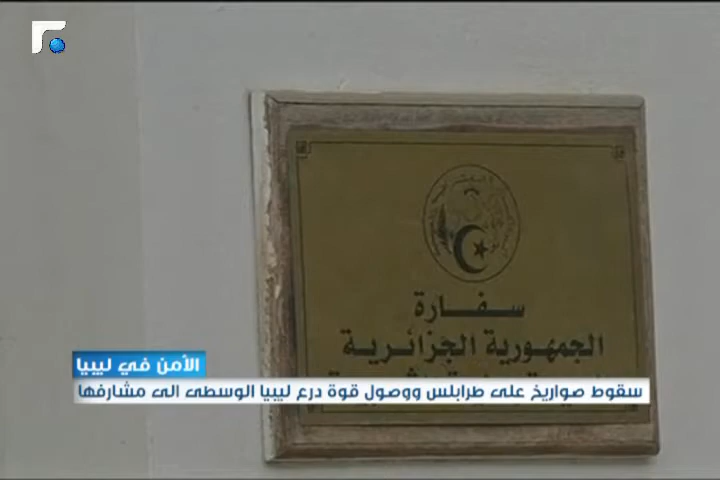 سفارة
الجمهورية الجزائرية
الأمن في ليبيا
سقوط صواريخ على طرابلس ووصول قوة درع ليبيا الوسطى الى مشارفها